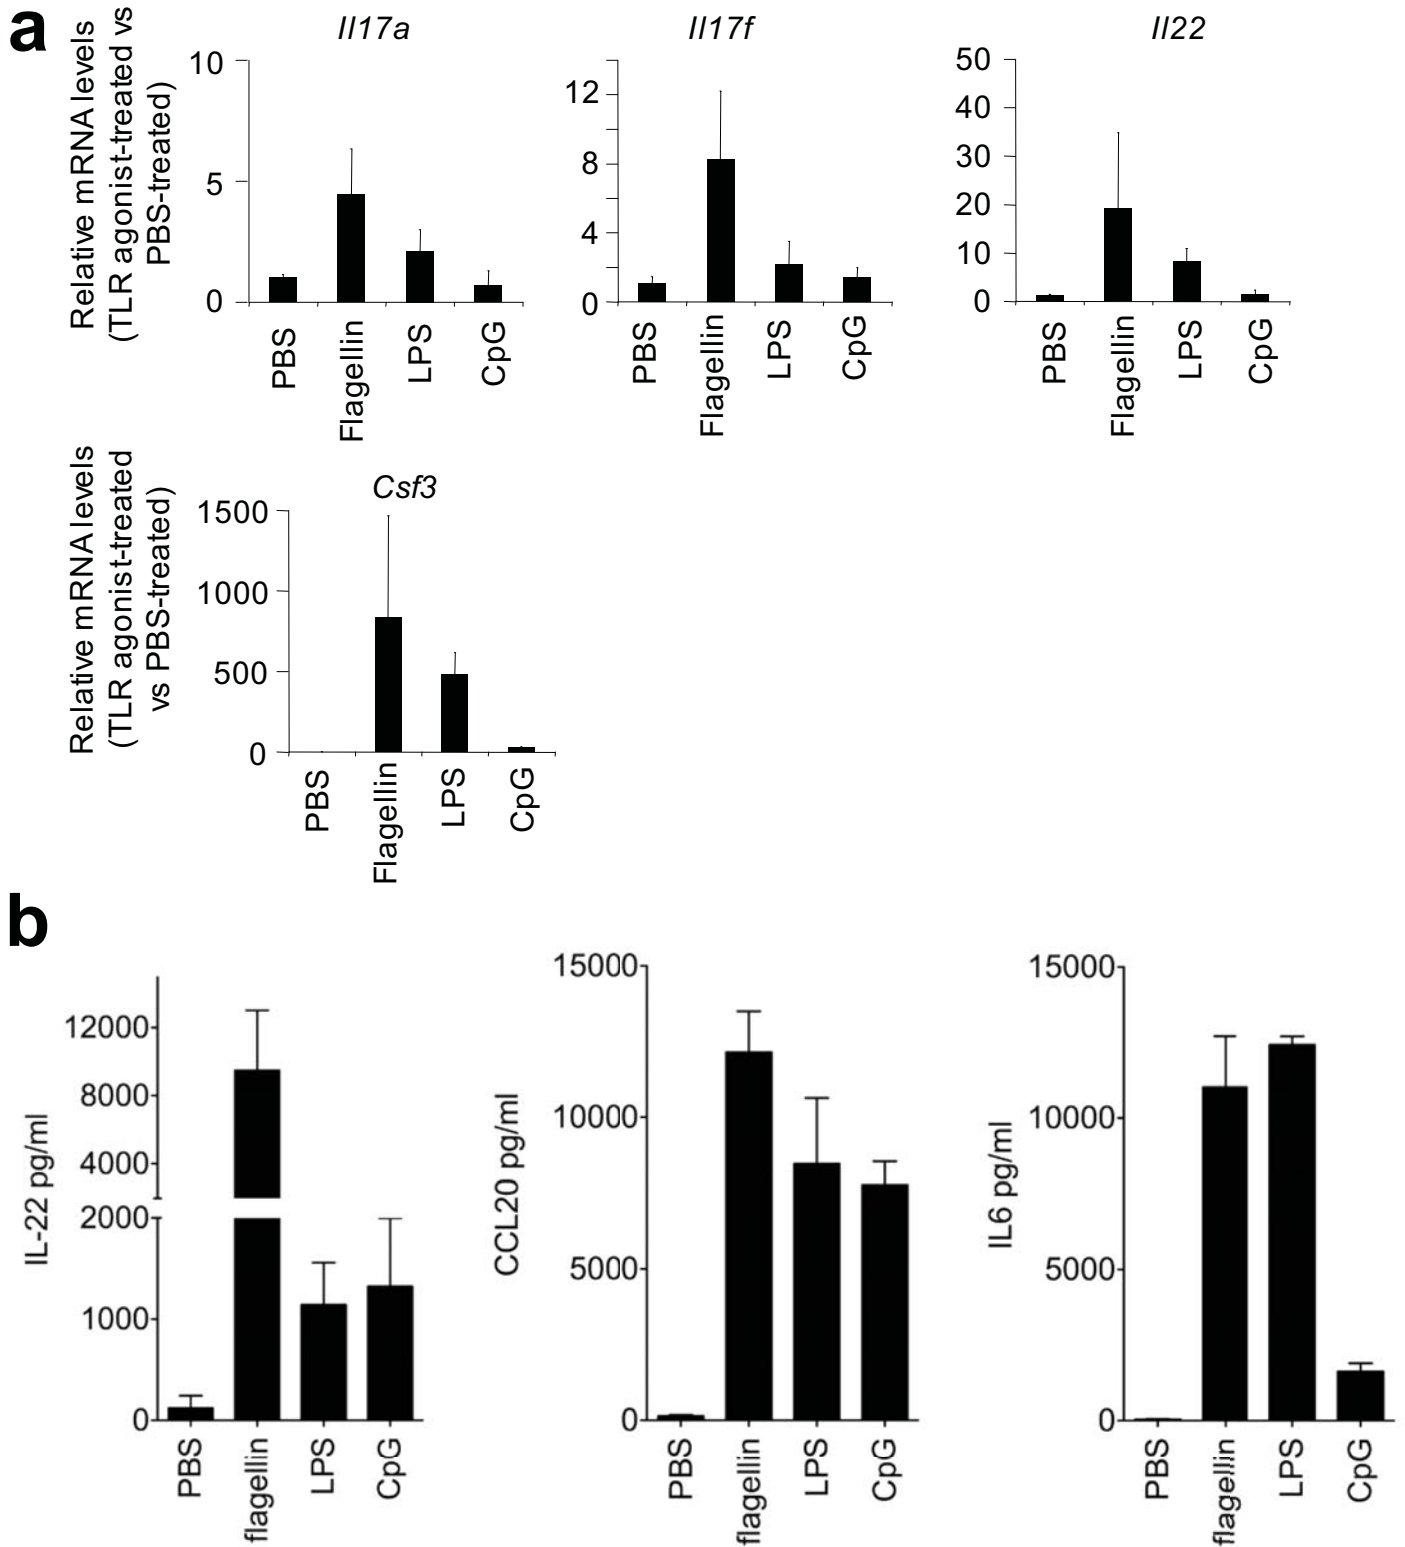 a
Relative mRNA levels
(TLR agonist-treated vs
PBS-treated)
Il17a
10
5
0
PBS
Flagellin
LPS
CpG
Il17f
12
8
4
0
PBS
Flagellin
LPS
CpG
Il22
50
40
30
20
10
0
PBS
Flagellin
LPS
CpG
Relative mRNA levels
(TLR agonist-treated
vs PBS-treated)
Csf3
1500
1000
500
0
PBS
Flagellin
LPS
CpG
b
IL-22 pg/ml
12000
8000
4000
2000
1000
0
PBS
flagellin
LPS
CpG
CCL20 pg/ml
15000
10000
5000
0
PBS
flagellin
LPS
CpG
IL6 pg/ml
15000
10000
5000
0
PBS
flagellin
LPS
CpG